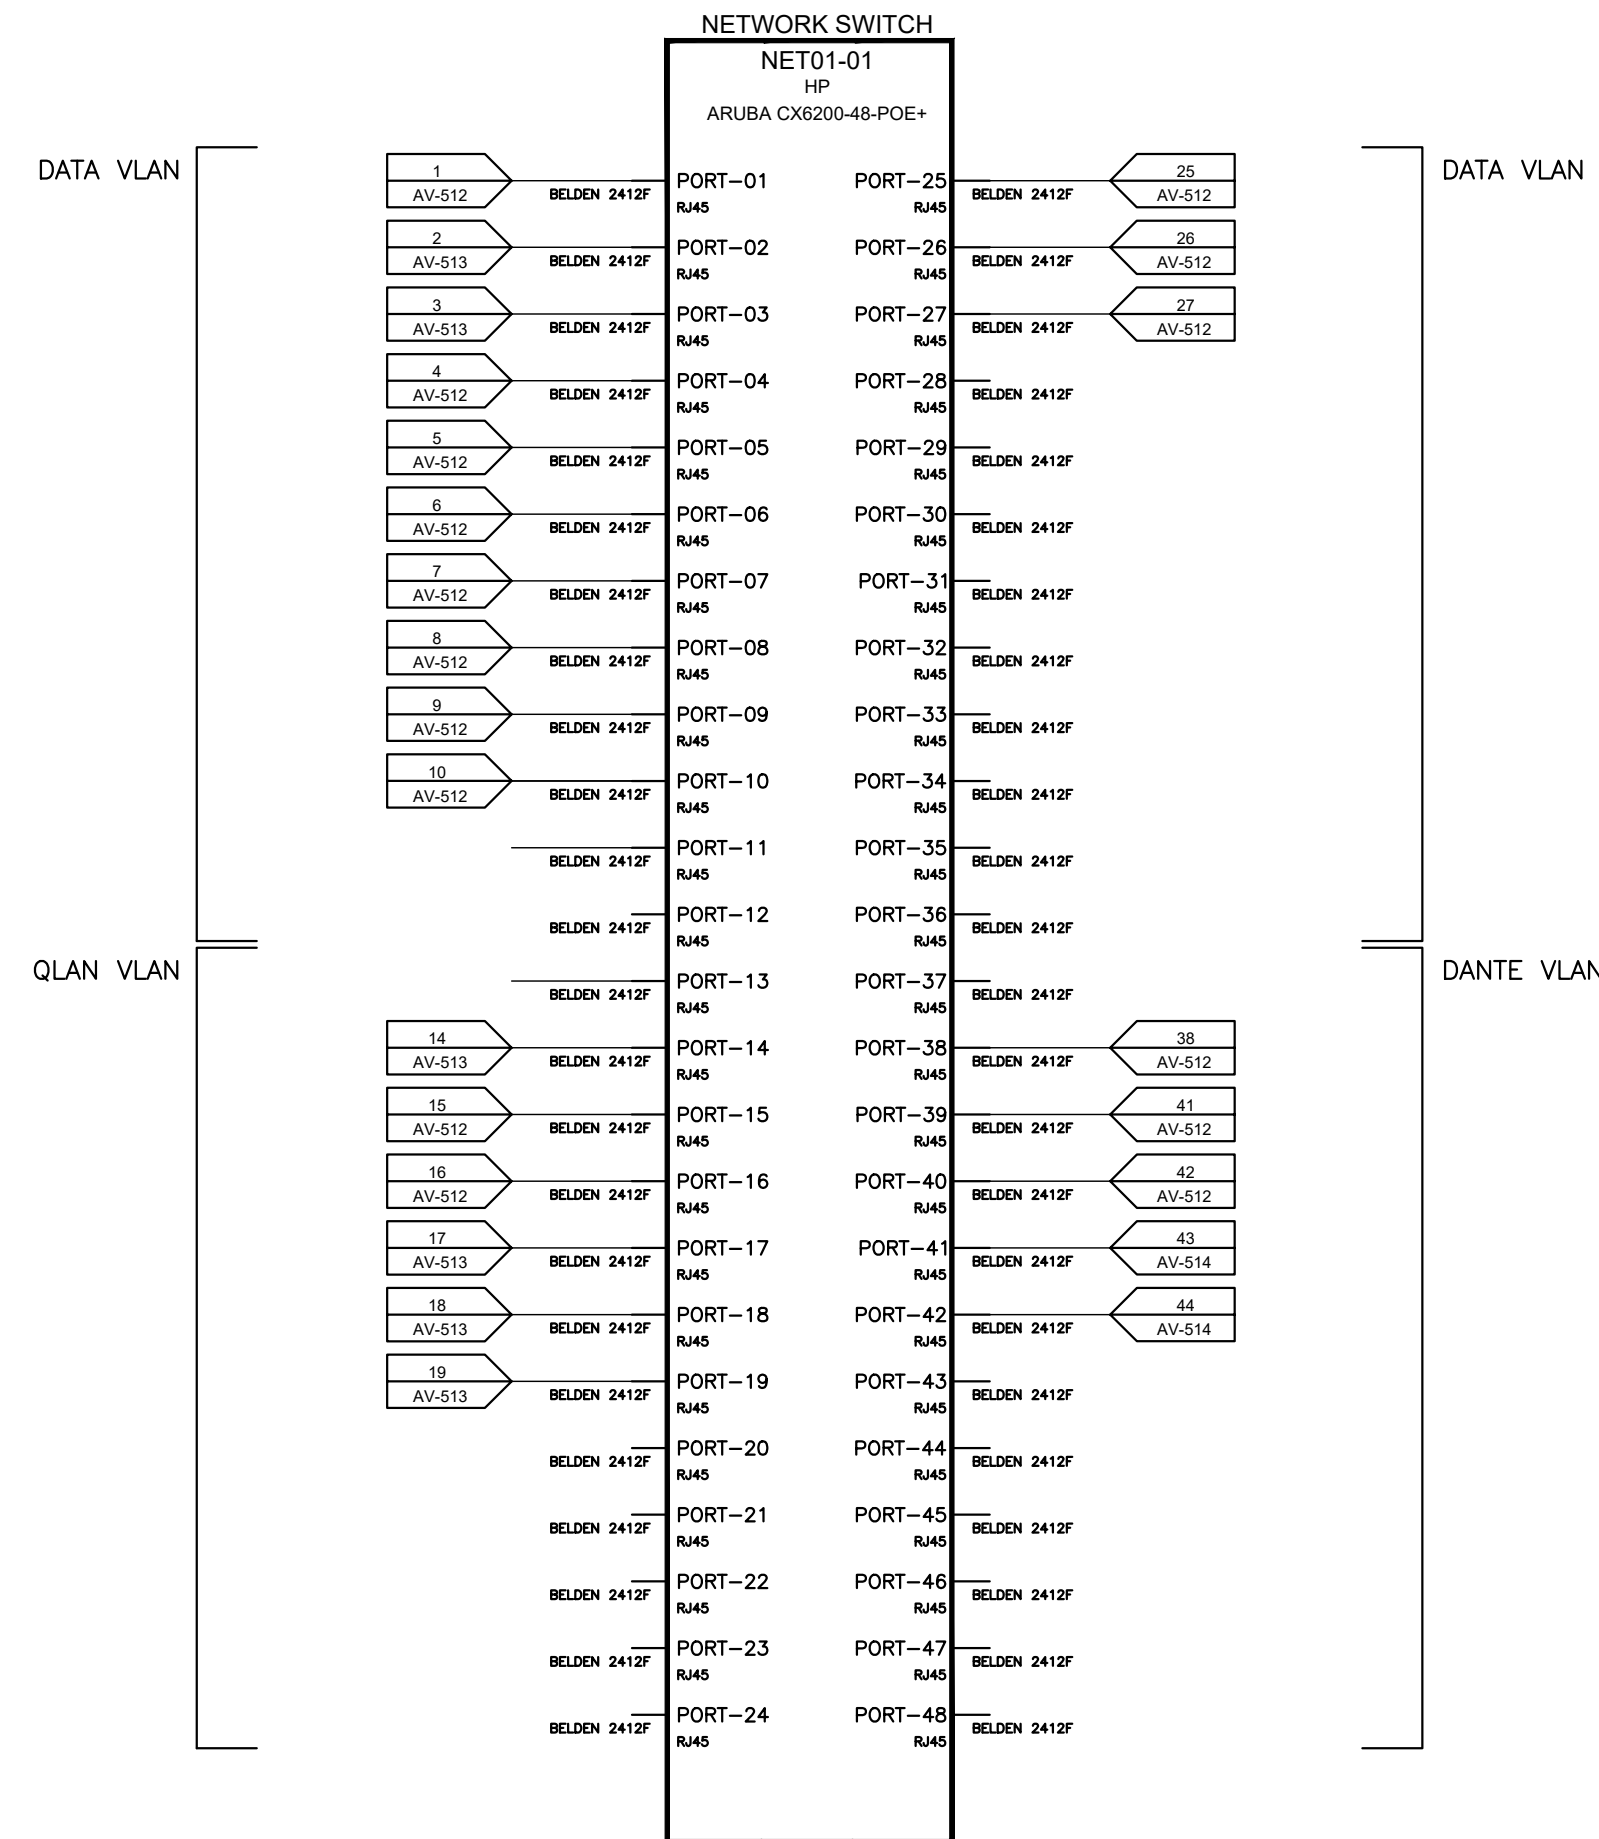 NETWORK SWITCH
NET01-01
HP
ARUBA CX6200-48-POE+
DATA VLAN
DATA VLAN
1
AV-512
BELDEN 2412F
PORT-01
RJ45
PORT-25
RJ45
BELDEN 2412F
25
AV-512
2
AV-513
BELDEN 2412F
PORT-02
RJ45
PORT-26
RJ45
BELDEN 2412F
26
AV-512
3
AV-513
BELDEN 2412F
PORT-03
RJ45
PORT-27
RJ45
BELDEN 2412F
27
AV-512
4
AV-512
BELDEN 2412F
PORT-04
RJ45
PORT-28
RJ45
BELDEN 2412F
5
AV-512
BELDEN 2412F
PORT-05
RJ45
PORT-29
RJ45
BELDEN 2412F
6
AV-512
BELDEN 2412F
PORT-06
RJ45
PORT-30
RJ45
BELDEN 2412F
7
AV-512
BELDEN 2412F
PORT-07
RJ45
PORT-31
RJ45
BELDEN 2412F
8
AV-512
BELDEN 2412F
PORT-08
RJ45
PORT-32
RJ45
BELDEN 2412F
9
AV-512
BELDEN 2412F
PORT-09
RJ45
PORT-33
RJ45
BELDEN 2412F
10
AV-512
BELDEN 2412F
PORT-10
RJ45
PORT-34
RJ45
BELDEN 2412F
BELDEN 2412F
PORT-11
RJ45
PORT-35
RJ45
BELDEN 2412F
BELDEN 2412F
PORT-12
RJ45
PORT-36
RJ45
BELDEN 2412F
QLAN VLAN
DANTE VLAN
BELDEN 2412F
PORT-13
RJ45
PORT-37
RJ45
BELDEN 2412F
14
AV-513
BELDEN 2412F
PORT-14
RJ45
PORT-38
RJ45
BELDEN 2412F
38
AV-512
15
AV-512
BELDEN 2412F
PORT-15
RJ45
PORT-39
RJ45
BELDEN 2412F
41
AV-512
16
AV-512
BELDEN 2412F
PORT-16
RJ45
PORT-40
RJ45
BELDEN 2412F
42
AV-512
17
AV-513
BELDEN 2412F
PORT-17
RJ45
PORT-41
RJ45
BELDEN 2412F
43
AV-514
18
AV-513
BELDEN 2412F
PORT-18
RJ45
PORT-42
RJ45
BELDEN 2412F
44
AV-514
19
AV-513
BELDEN 2412F
PORT-19
RJ45
PORT-43
RJ45
BELDEN 2412F
BELDEN 2412F
PORT-20
RJ45
PORT-44
RJ45
BELDEN 2412F
BELDEN 2412F
PORT-21
RJ45
PORT-45
RJ45
BELDEN 2412F
BELDEN 2412F
PORT-22
RJ45
PORT-46
RJ45
BELDEN 2412F
BELDEN 2412F
PORT-23
RJ45
PORT-47
RJ45
BELDEN 2412F
BELDEN 2412F
PORT-24
RJ45
PORT-48
RJ45
BELDEN 2412F